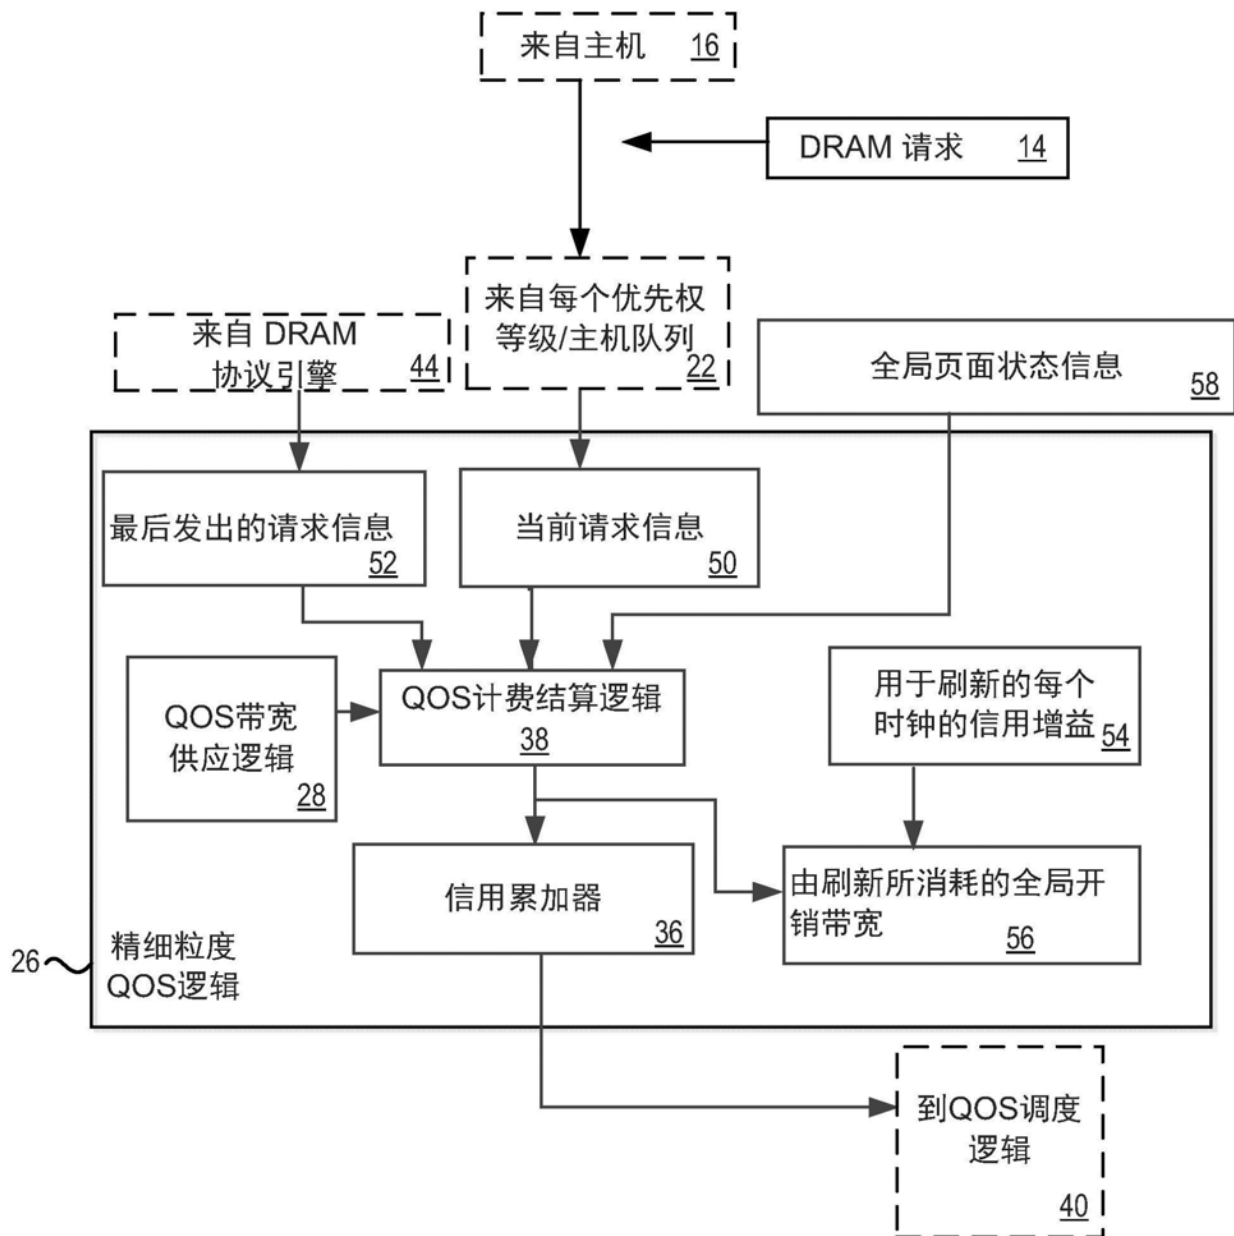 来自主机 16
DRAM 请求 14
来自每个优先权
等级/主机队列
22
来自 DRAM
协议引擎 44
全局页面状态信息
58
最后发出的请求信息
52
当前请求信息
50
QOS带宽
供应逻辑
28
QOS计费结算逻辑
38
用于刷新的每个
时钟的信用增益 54
信用累加器
36
由刷新所消耗的全局开
销带宽
56
26
精细粒度
QOS逻辑
到QOS调度
逻辑
40